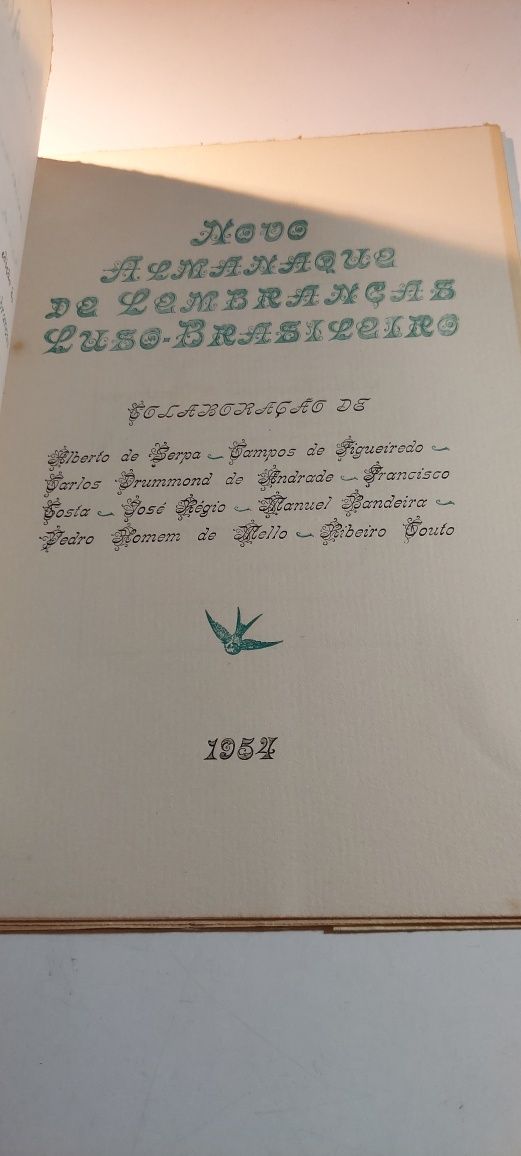 NOVO
ALMANAQUE
DE LEMBRANÇAS
LUSO-BRASILEIRO
COLABORAÇÃO DE
Alberto de Serpa ~ Campos de Figueiredo ~
Carlos Drummond de Andrade ~ Francisco
Costa ~ José Régio ~ Manuel Bandeira ~
Pedro Homem de Mello ~ Ribeiro Couto
1954